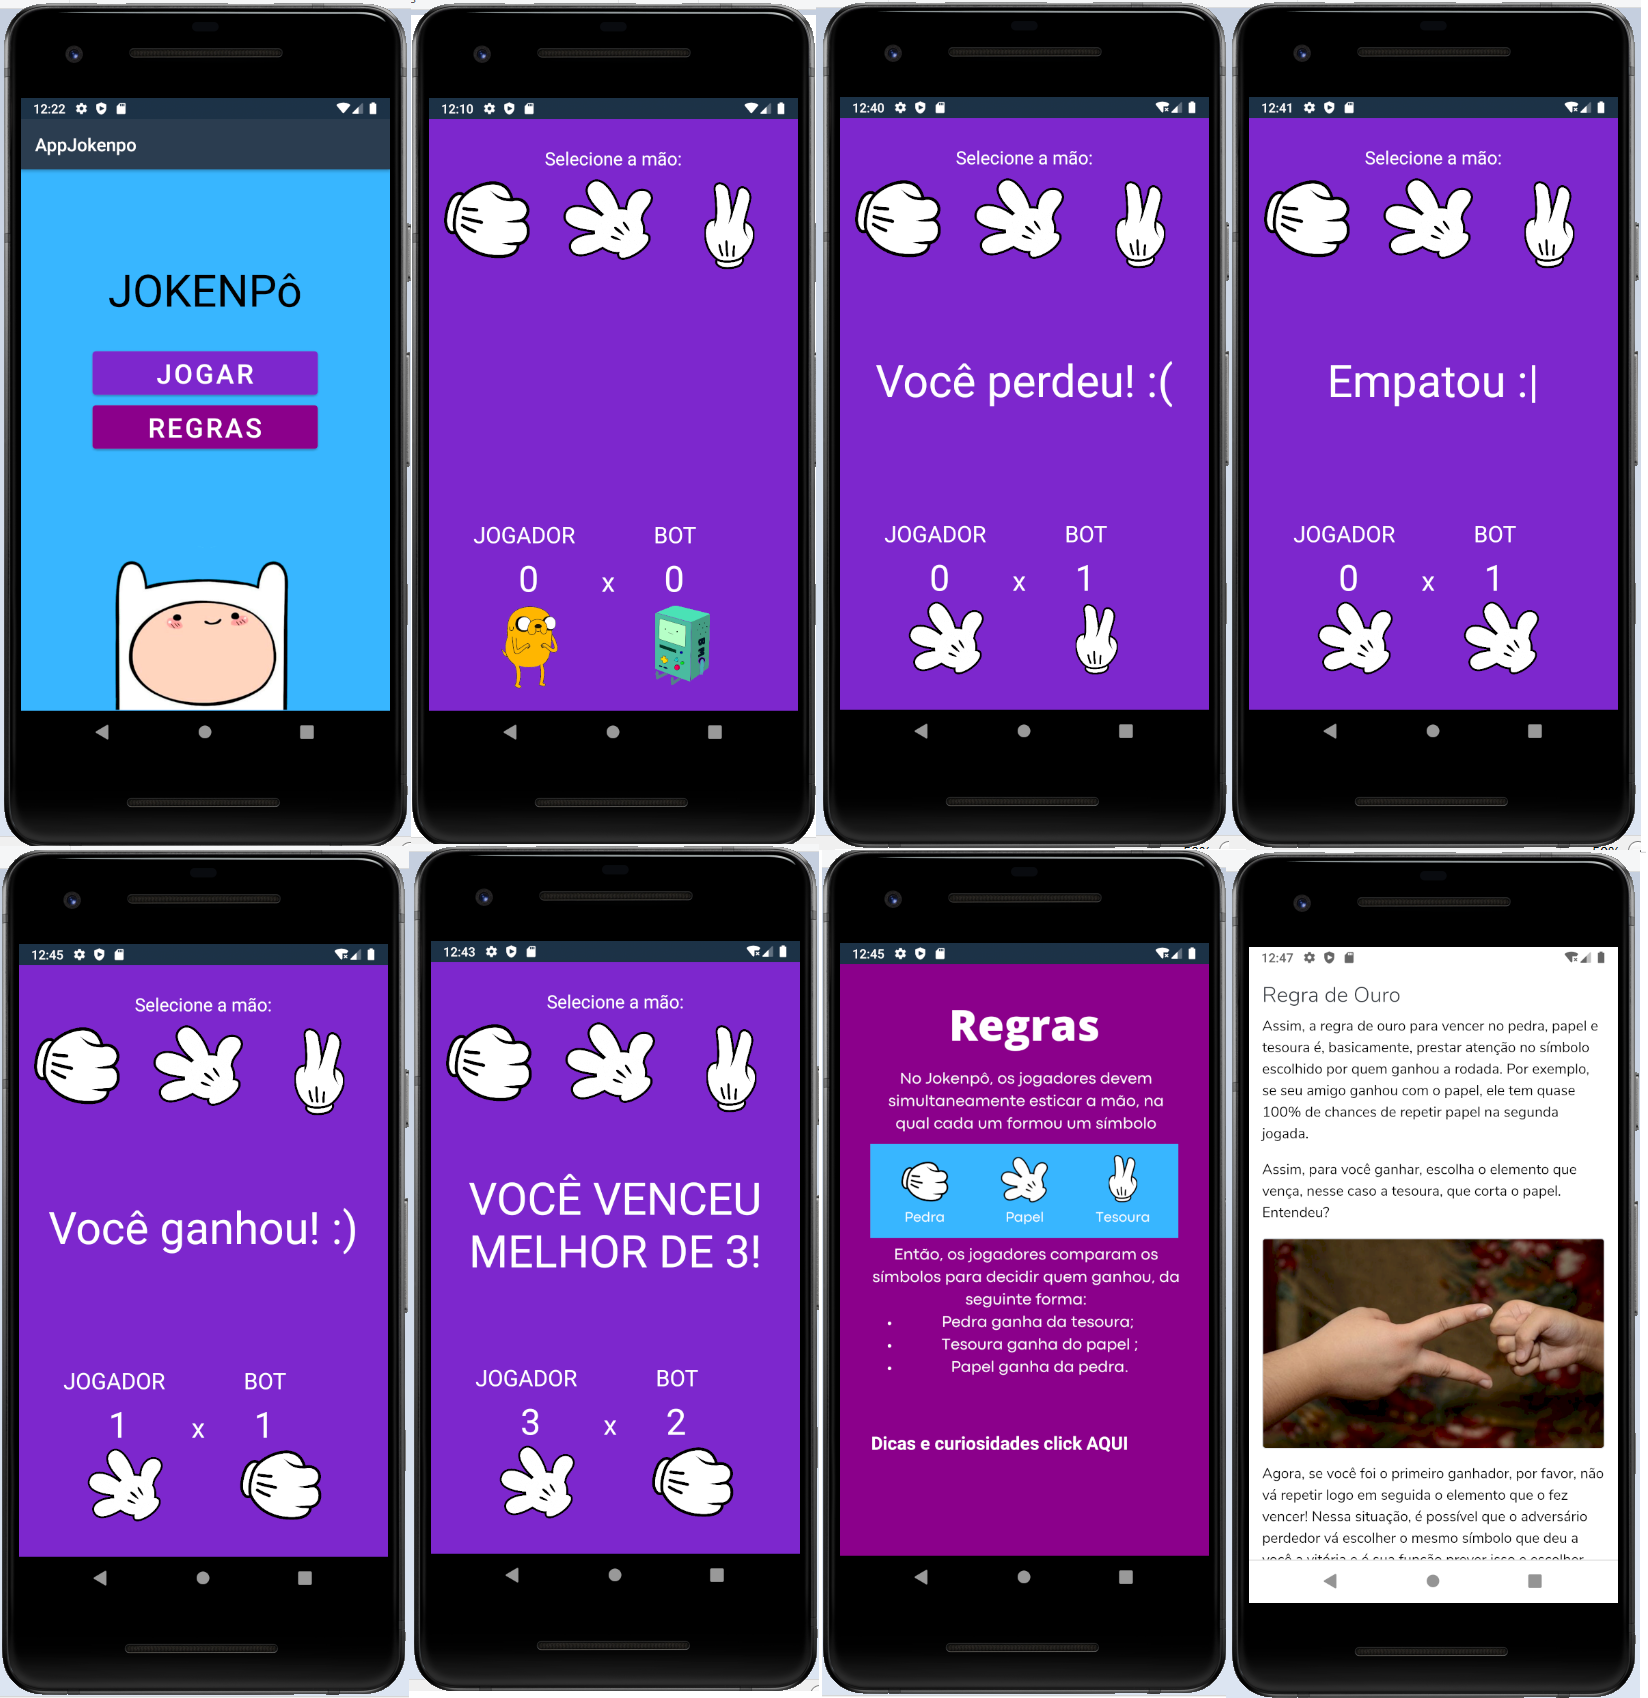 12:22
AppJokenpo
JOKENPô
JOGAR
REGRAS
12:10
Selecione a mão:
JOGADOR BOT
0 x 0
BMO
12:40
Selecione a mão:
Você perdeu! :(
JOGADOR BOT
0 x 1
12:41
Selecione a mão:
Empatou :|
JOGADOR BOT
0 x 1
12:45
Selecione a mão:
Você ganhou! :)
JOGADOR BOT
1 x 1
12:43
Selecione a mão:
VOCÊ VENCEU
MELHOR DE 3!
JOGADOR BOT
3 x 2
12:45
Regras
No Jokenpô, os jogadores devem
simultaneamente esticar a mão, na
qual cada um formou um símbolo
Pedra Papel Tesoura
Então, os jogadores comparam os
símbolos para decidir quem ganhou, da
seguinte forma:
• Pedra ganha da tesoura;
• Tesoura ganha do papel ;
• Papel ganha da pedra.
Dicas e curiosidades click AQUI
12:47
Regra de Ouro
Assim, a regra de ouro para vencer no pedra, papel e
tesoura é, basicamente, prestar atenção no símbolo
escolhido por quem ganhou a rodada. Por exemplo,
se seu amigo ganhou com o papel, ele tem quase
100% de chances de repetir papel na segunda
jogada.
Assim, para você ganhar, escolha o elemento que
vença, nesse caso a tesoura, que corta o papel.
Entendeu?
Agora, se você foi o primeiro ganhador, por favor, não
vá repetir logo em seguida o elemento que o fez
vencer! Nessa situação, é possível que o adversário
perdedor vá escolher o mesmo símbolo que deu a
você a vitória e é sua função prever isso e escolher